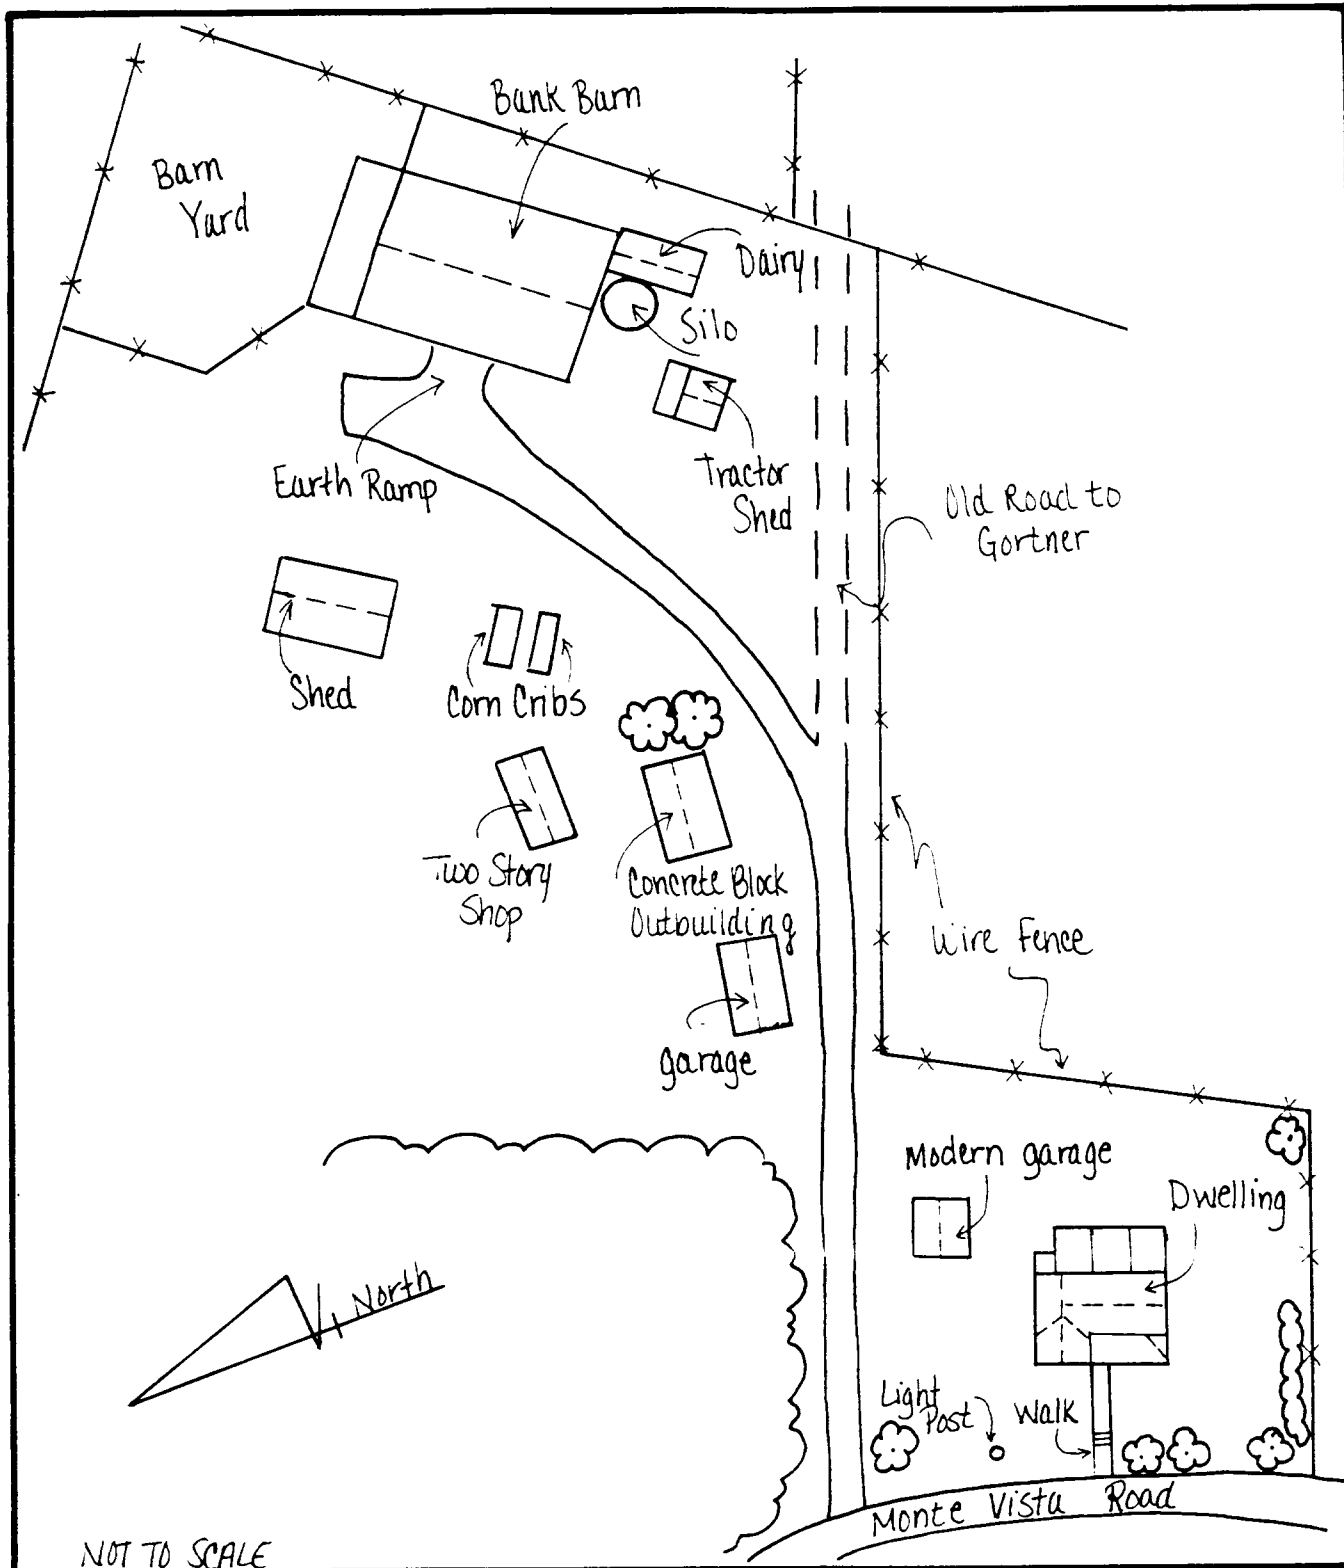 Bank Barn
Barn
Yard
Dairy
Silo
Earth Ramp
Tractor
Shed
Old Road to
Gortner
Shed
Corn Cribs
Two Story
Shop
Concrete Block
Outbuilding
Wire Fence
garage
Modern garage
Dwelling
North
Light
Post
Walk
Monte Vista Road
NOT TO SCALE